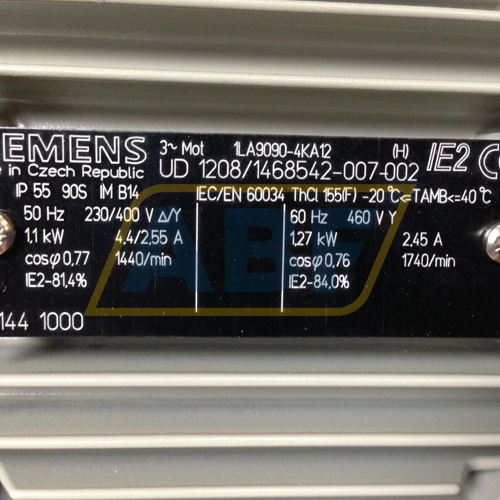 SIEMENS 3~ Mot 1LA9090-4KA12 (H) IE2 C
e in Czech Republic UD 1208/1468542-007-002
IP 55 90S IM B14 IEC/EN 60034 ThCl 155(F) -20°C<=TAMB<=40°C
50 Hz 230/400 V Δ/Y 60 Hz 460 V Y
1,1 kW 4,4/2,55 A 1,27 kW 2,45 A
cosφ 0,77 1440/min cosφ 0,76 1740/min
IE2-81,4% IE2-84,0%
144 1000
ABF